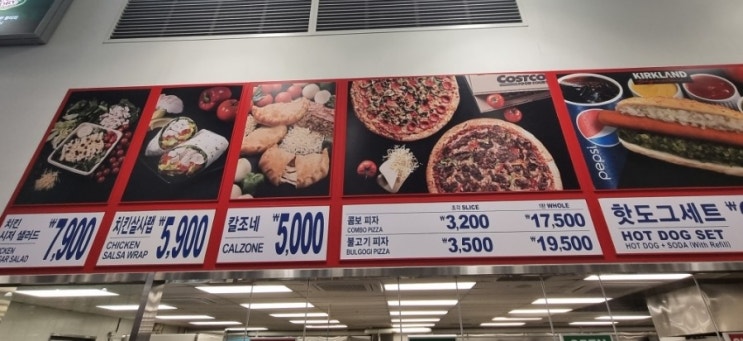 COSTCO
KIRKLAND
pepsi
치킨
시저 샐러드
₩7,900
CAESAR SALAD
치킨살사랩
CHICKEN
SALSA WRAP
₩5,900
칼조네
CALZONE
₩5,000
조각 SLICE
1판 WHOLE
콤보 피자
COMBO PIZZA
₩3,200
₩17,500
불고기 피자
BULGOGI PIZZA
₩3,500
₩19,500
핫도그세트
HOT DOG SET
HOT DOG + SODA (With Refill)
₩